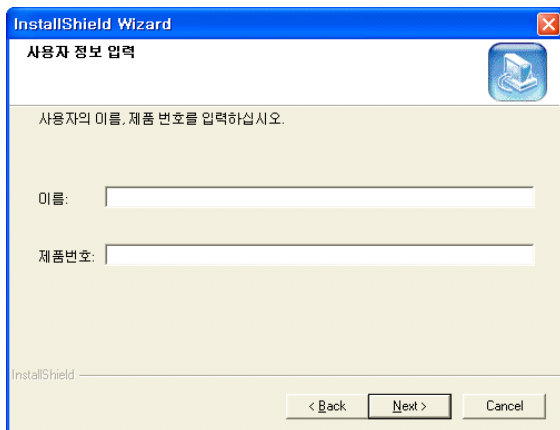 InstallShield Wizard
사용자 정보 입력
사용자의 이름, 제품 번호를 입력하십시오.
이름:
제품번호:
InstallShield
< Back Next > Cancel